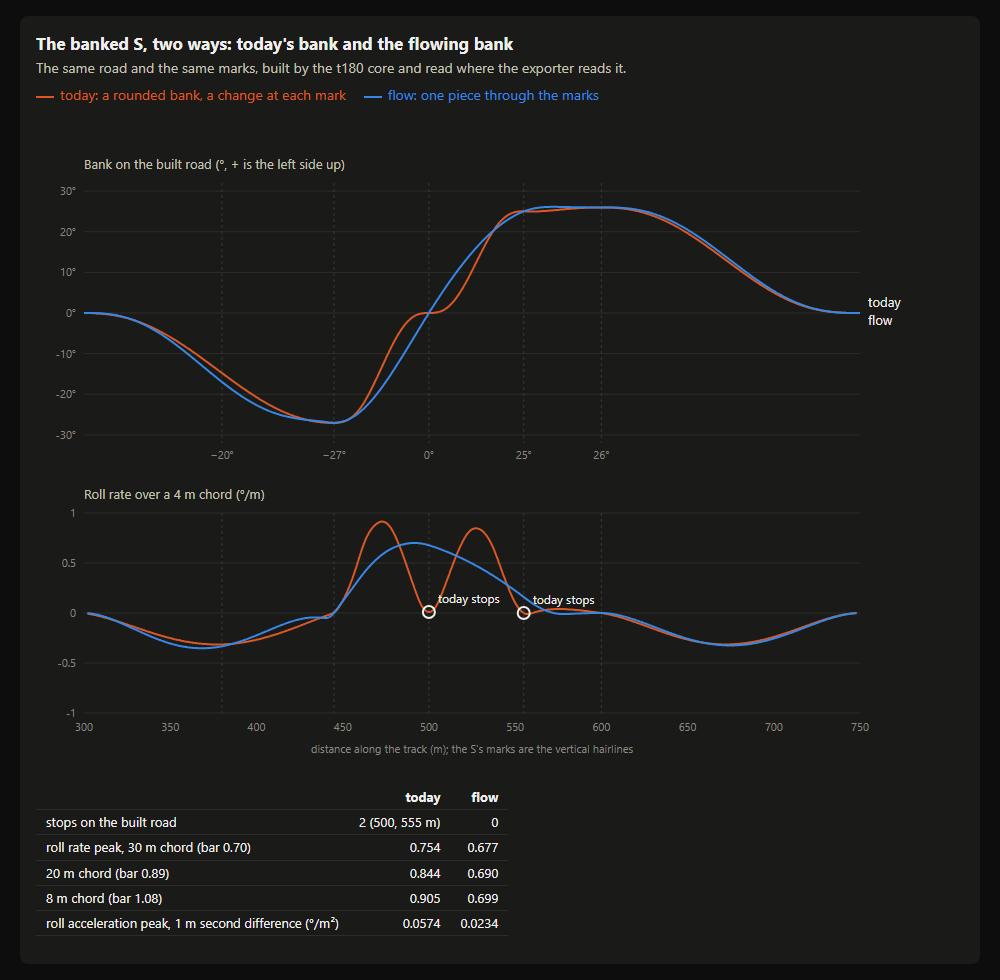 The banked S, two ways: today's bank and the flowing bank
The same road and the same marks, built by the t180 core and read where the exporter reads it.
today: a rounded bank, a change at each mark flow: one piece through the marks
Bank on the built road (°, + is the left side up)
30°
20°
10°
0°
-10°
-20°
-30°
today
flow
−20° −27° 0° 25° 26°
Roll rate over a 4 m chord (°/m)
1
0.5
0
-0.5
-1
today stops today stops
300 350 400 450 500 550 600 650 700 750
distance along the track (m); the S's marks are the vertical hairlines
today flow
stops on the built road 2 (500, 555 m) 0
roll rate peak, 30 m chord (bar 0.70) 0.754 0.677
20 m chord (bar 0.89) 0.844 0.690
8 m chord (bar 1.08) 0.905 0.699
roll acceleration peak, 1 m second difference (°/m²) 0.0574 0.0234